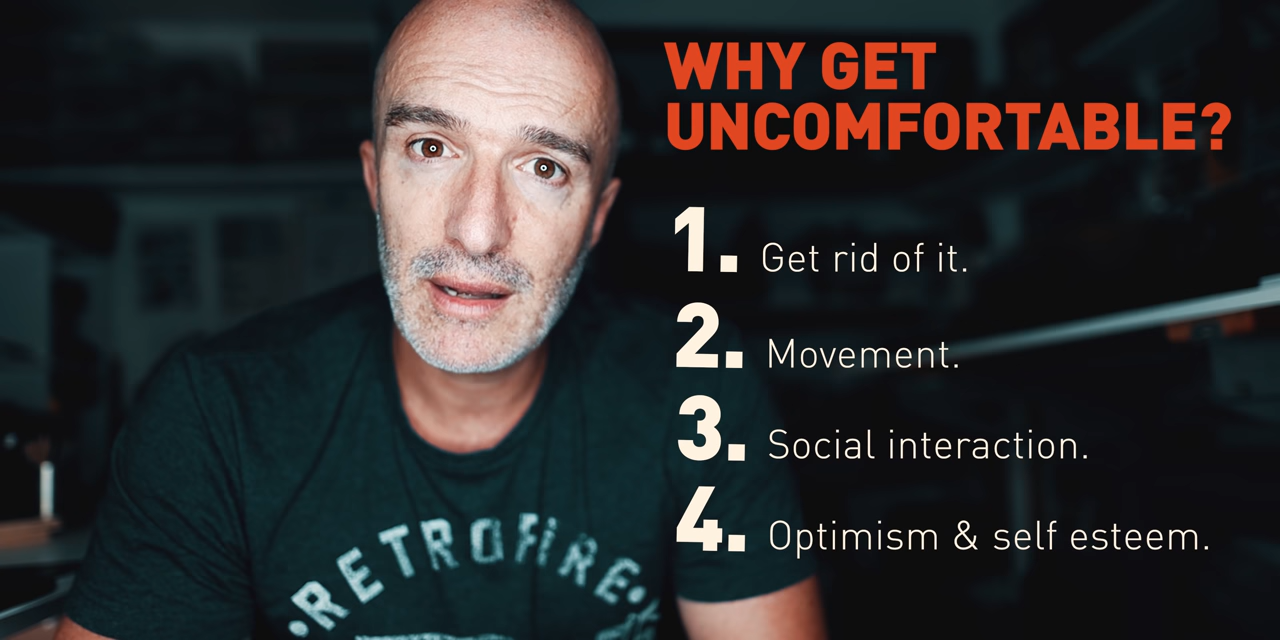 WHY GET
UNCOMFORTABLE?
1. Get rid of it.
2. Movement.
3. Social interaction.
4. Optimism & self esteem.
•RETROFIRE•